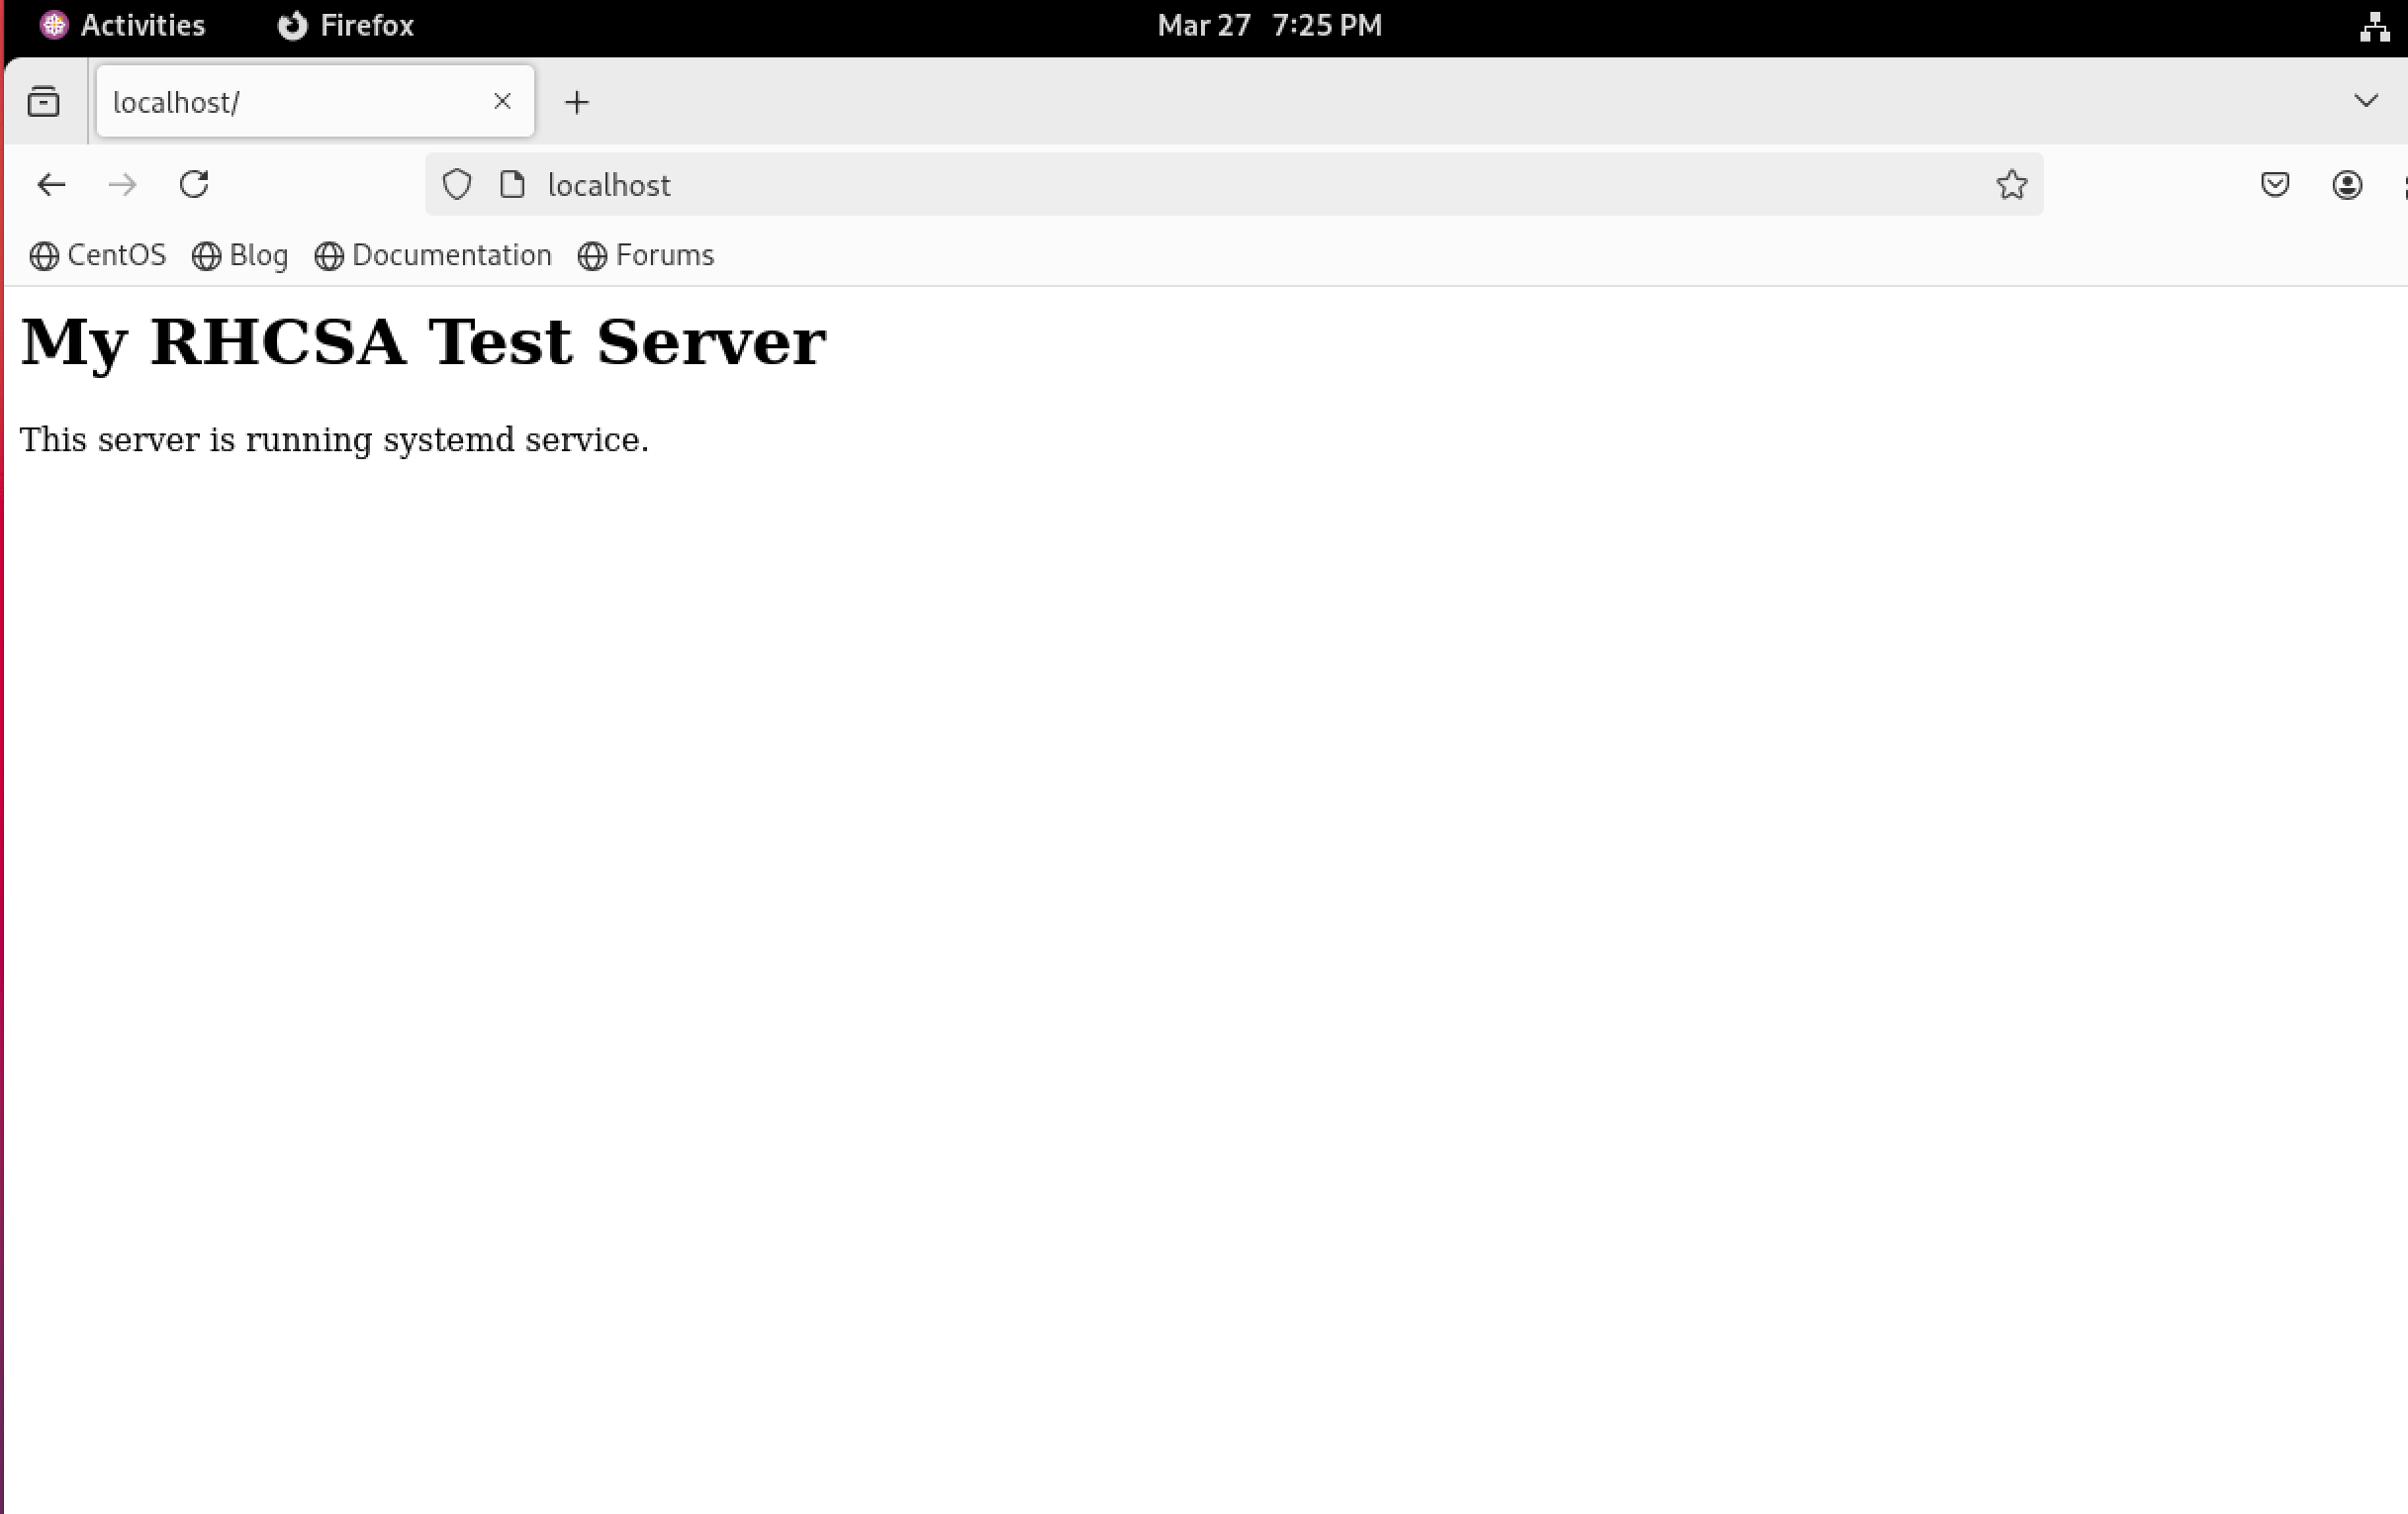 Activities Firefox Mar 27 7:25 PM
localhost/
localhost
CentOS Blog Documentation Forums
My RHCSA Test Server
This server is running systemd service.